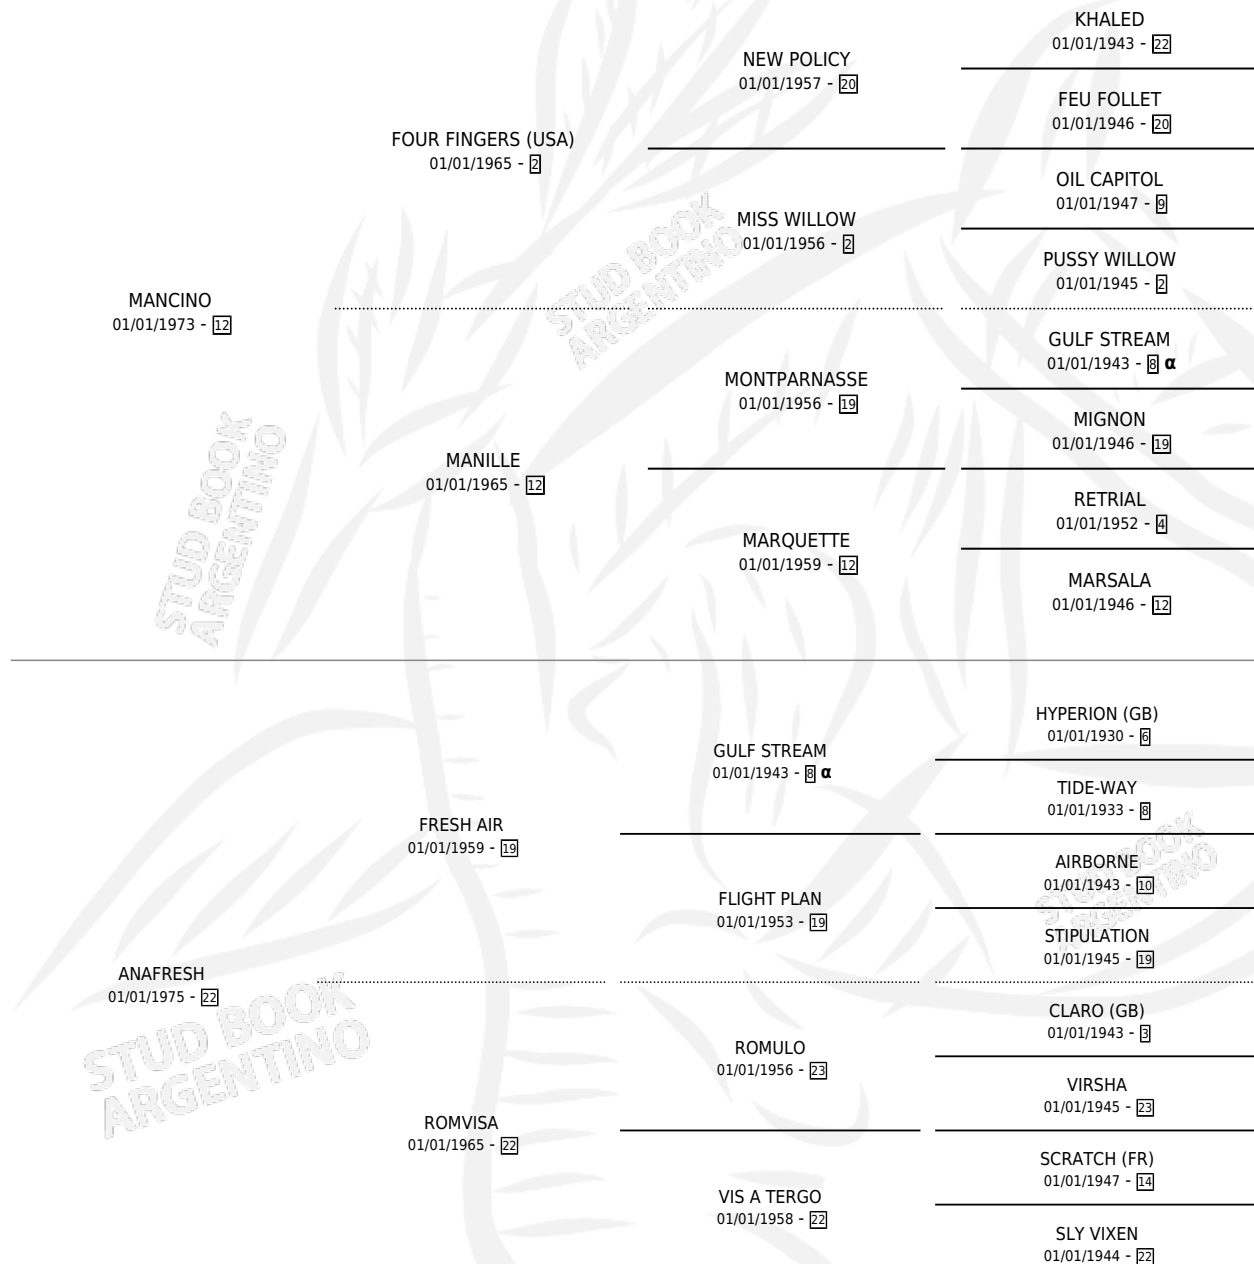 KHALED
01/01/1943 - 22
NEW POLICY
01/01/1957 - 20
FEU FOLLET
01/01/1946 - 20
FOUR FINGERS (USA)
01/01/1965 - 2
OIL CAPITOL
01/01/1947 - 9
MISS WILLOW
01/01/1956 - 2
PUSSY WILLOW
01/01/1945 - 2
MANCINO
01/01/1973 - 12
GULF STREAM
01/01/1943 - 8 α
MONTPARNASSE
01/01/1956 - 19
MIGNON
01/01/1946 - 19
MANILLE
01/01/1965 - 12
RETRIAL
01/01/1952 - 4
MARQUETTE
01/01/1959 - 12
MARSALA
01/01/1946 - 12
HYPERION (GB)
01/01/1930 - 6
GULF STREAM
01/01/1943 - 8 α
TIDE-WAY
01/01/1933 - 8
FRESH AIR
01/01/1959 - 19
AIRBORNE
01/01/1943 - 10
FLIGHT PLAN
01/01/1953 - 19
STIPULATION
01/01/1945 - 19
ANAFRESH
01/01/1975 - 22
CLARO (GB)
01/01/1943 - 3
ROMULO
01/01/1956 - 23
VIRSHA
01/01/1945 - 23
ROMVISA
01/01/1965 - 22
SCRATCH (FR)
01/01/1947 - 14
VIS A TERGO
01/01/1958 - 22
SLY VIXEN
01/01/1944 - 22
STUD BOOK
ARGENTINO
STUD BOOK
ARGENTINO
STUD BOOK
ARGENTINO
STUD BOOK
ARGENTINO